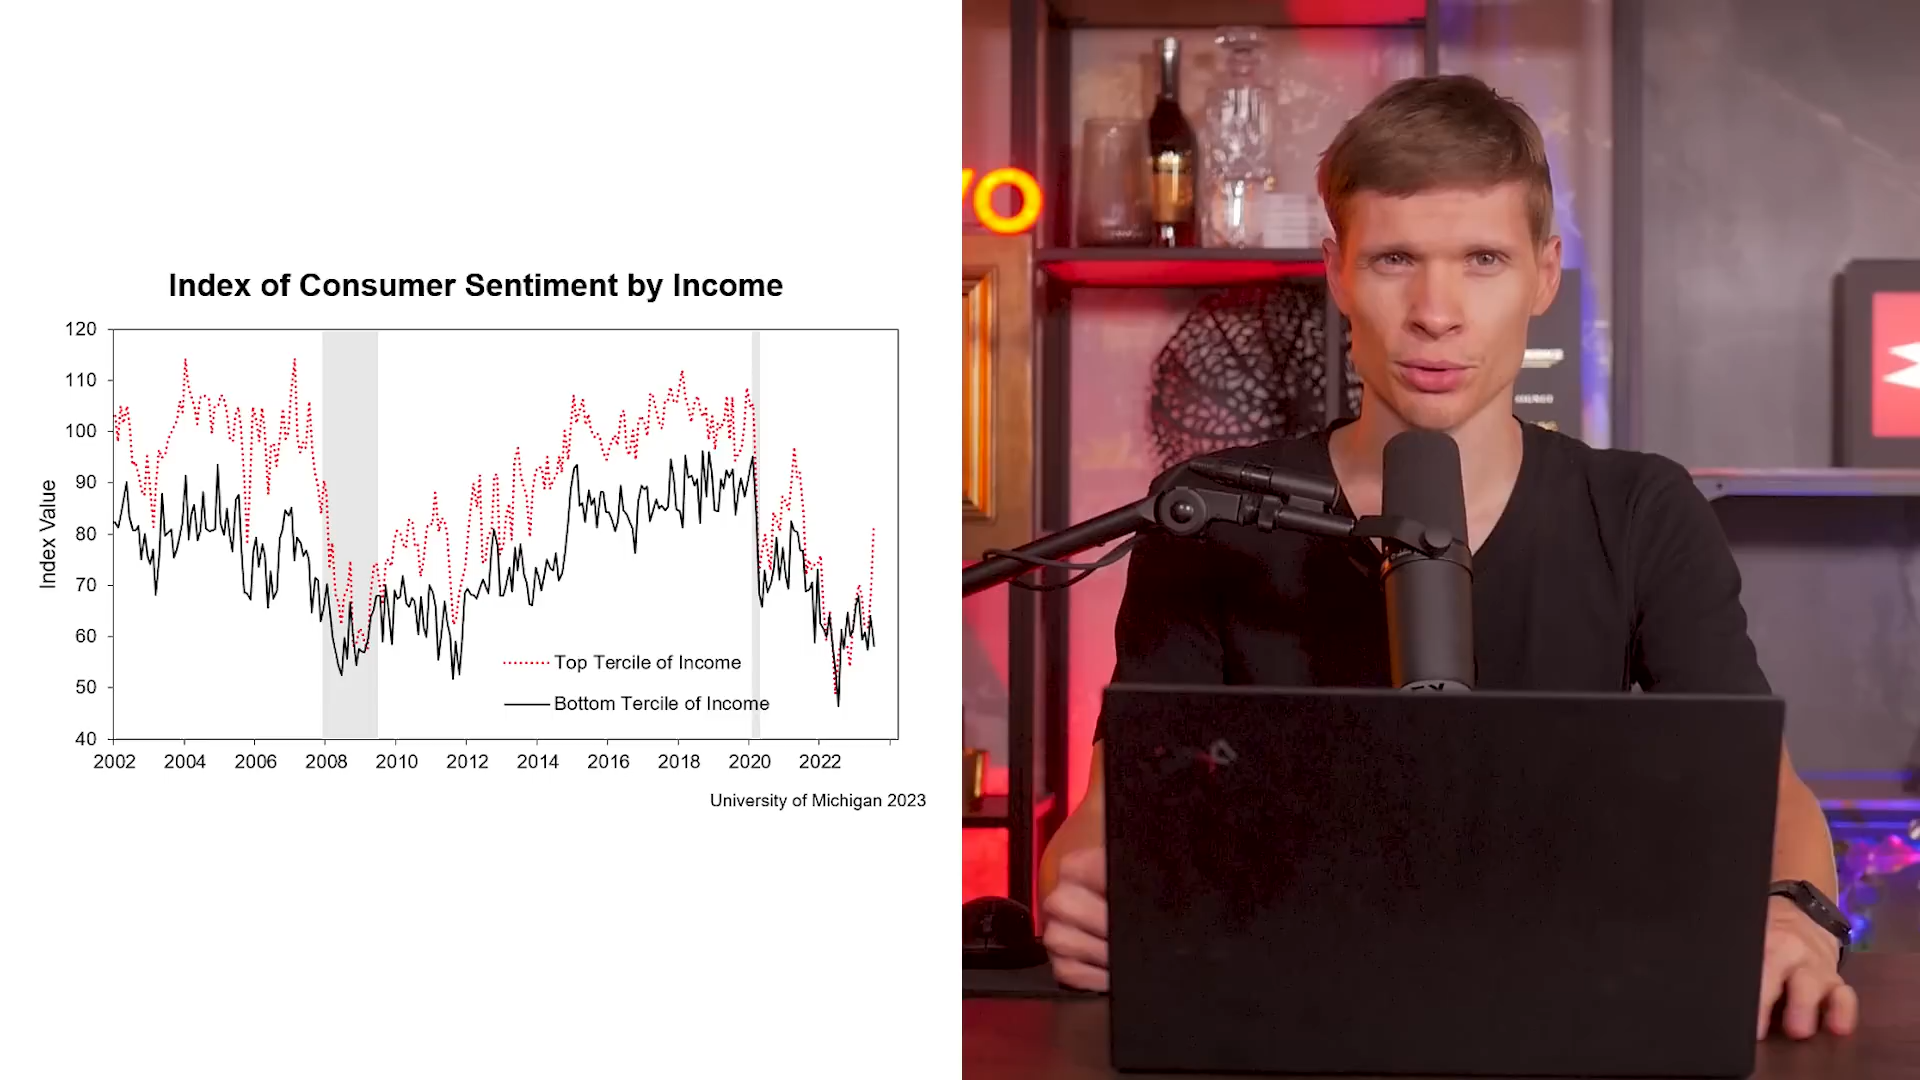 Index of Consumer Sentiment by Income
Index Value
120
110
100
90
80
70
60
50
40
Top Tercile of Income
Bottom Tercile of Income
2002 2004 2006 2008 2010 2012 2014 2016 2018 2020 2022
University of Michigan 2023